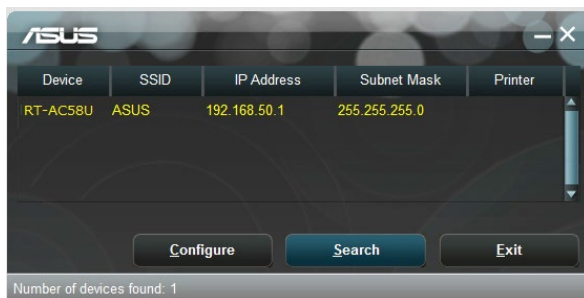 ASUS
Device SSID IP Address Subnet Mask Printer
RT-AC58U ASUS 192.168.50.1 255.255.255.0
Configure Search Exit
Number of devices found: 1